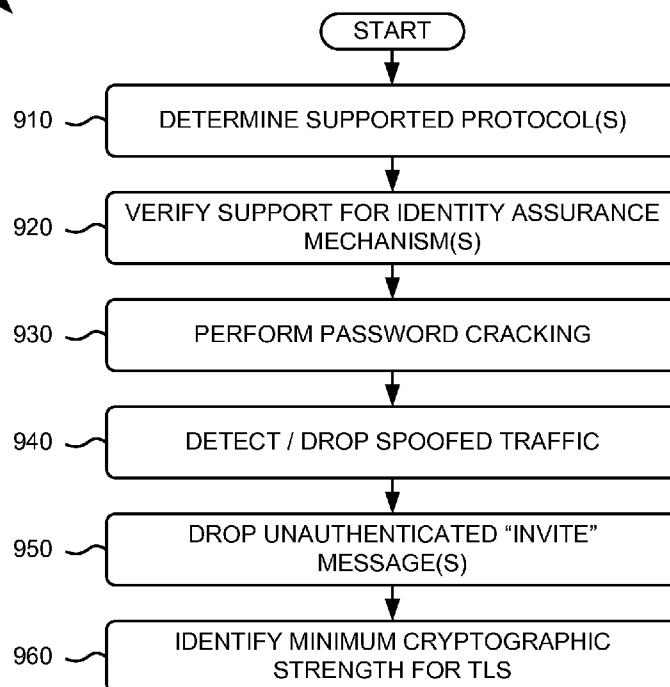 START
910 DETERMINE SUPPORTED PROTOCOL(S)
920 VERIFY SUPPORT FOR IDENTITY ASSURANCE
MECHANISM(S)
930 PERFORM PASSWORD CRACKING
940 DETECT / DROP SPOOFED TRAFFIC
950 DROP UNAUTHENTICATED “INVITE”
MESSAGE(S)
960 IDENTIFY MINIMUM CRYPTOGRAPHIC
STRENGTH FOR TLS